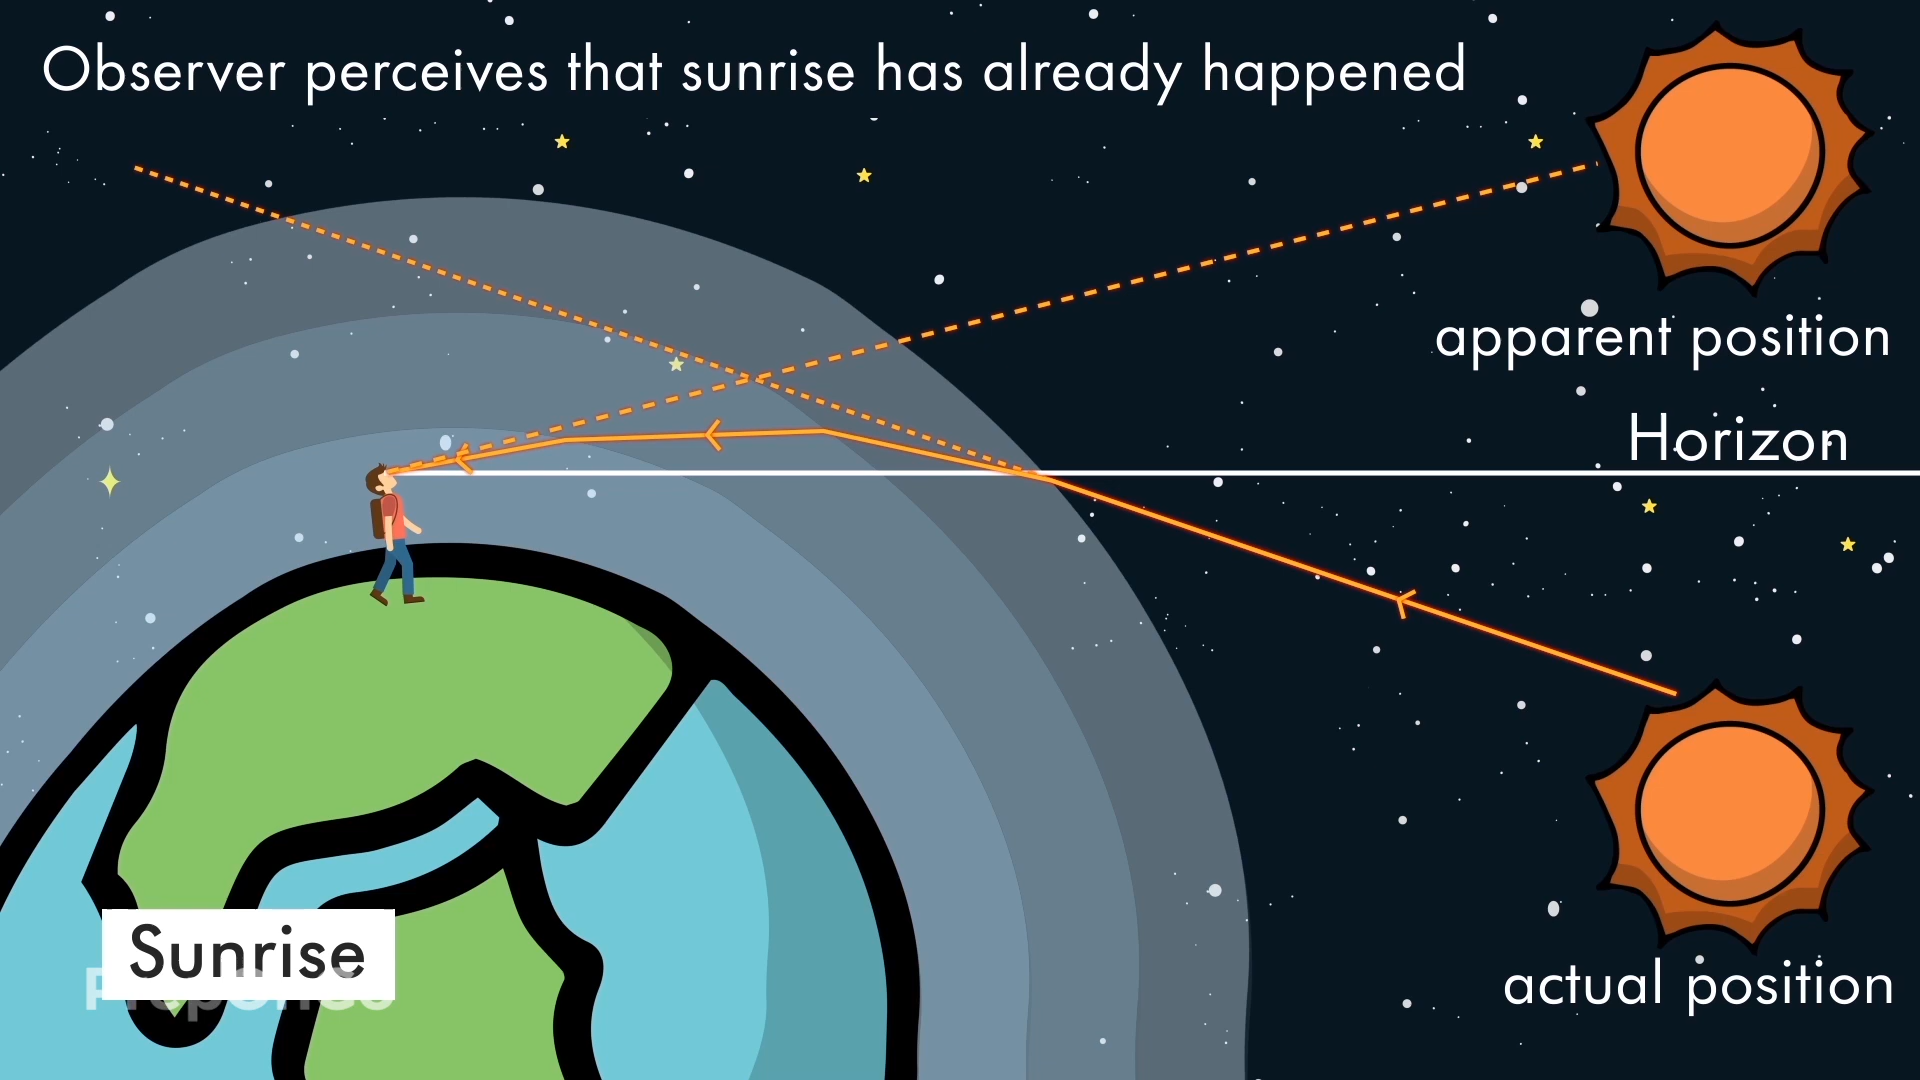 Observer perceives that sunrise has already happened
apparent position
Horizon
Sunrise
actual position